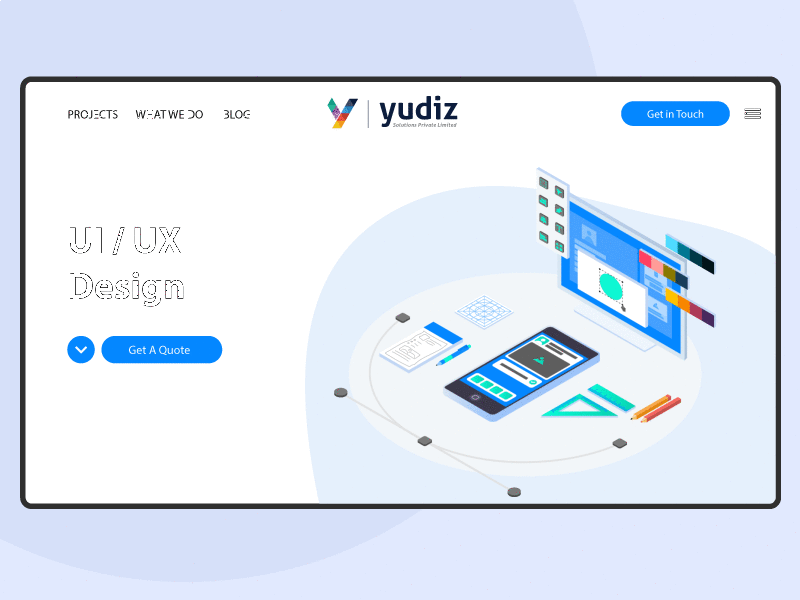 PROJECTS WHAT WE DO BLOG
yudiz
Solutions Private Limited
Get in Touch
UI / UX
Design
Get A Quote